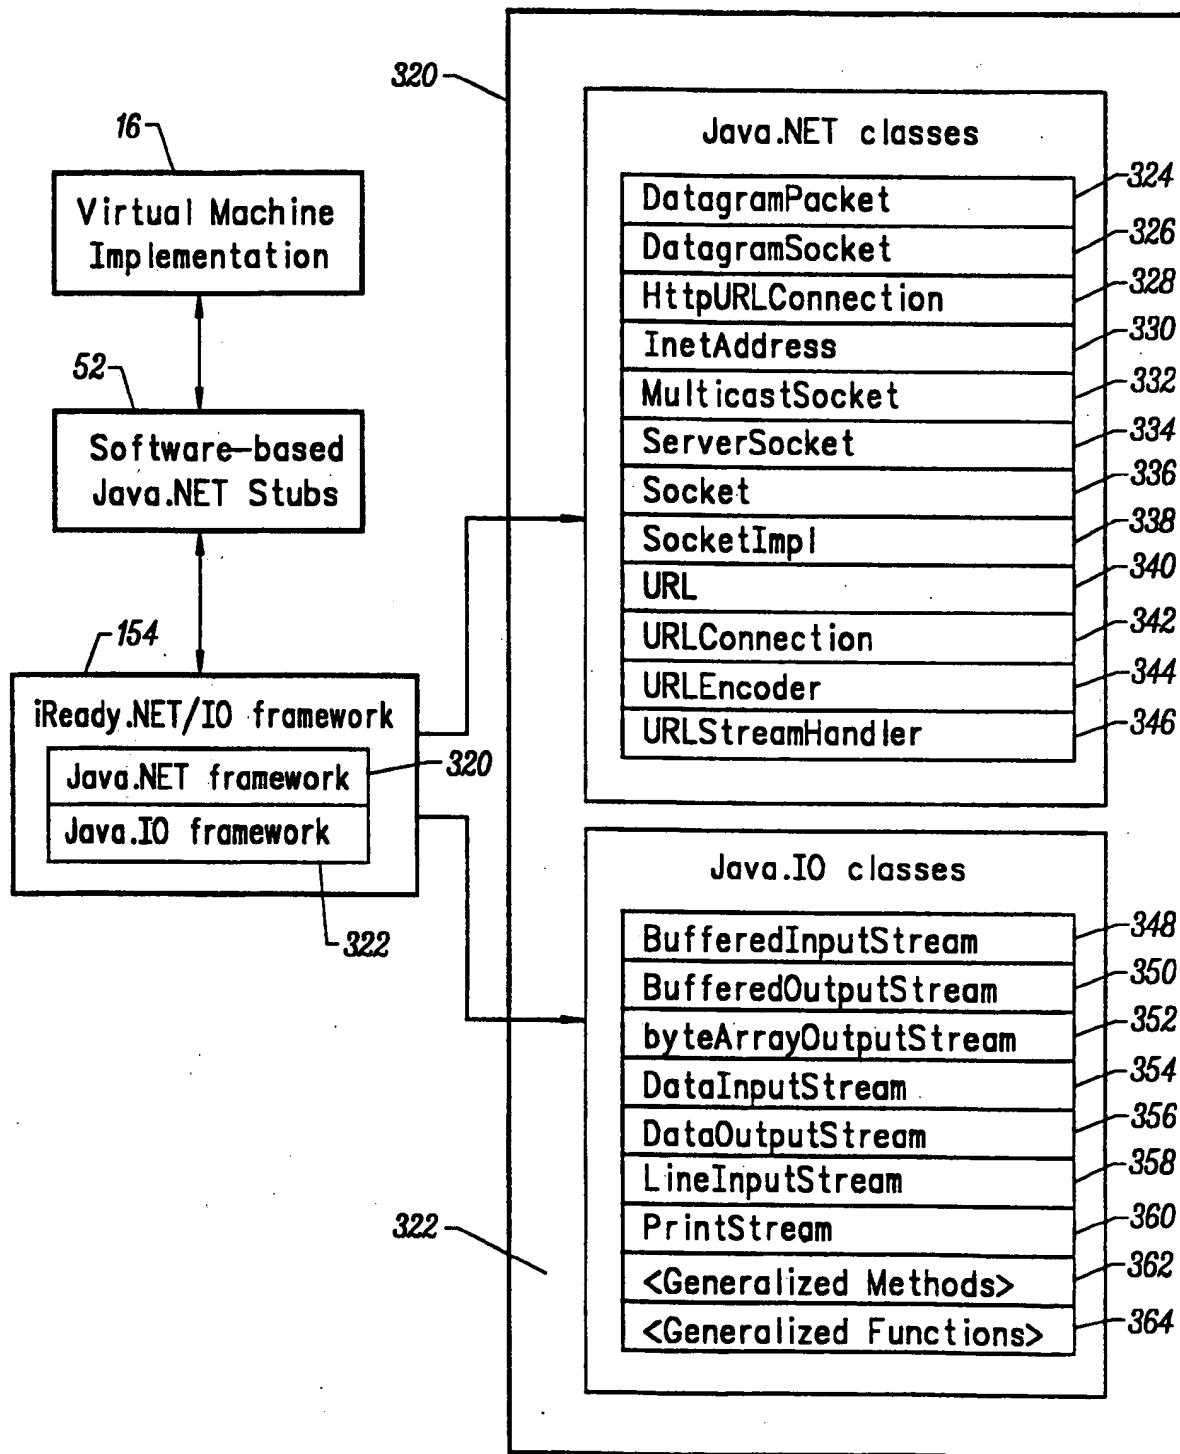 16
Virtual Machine
Implementation
52
Software-based
Java.NET Stubs
154
iReady.NET/IO framework
Java.NET framework
320
Java.IO framework
322
320
Java.NET classes
DatagramPacket
324
DatagramSocket
326
HttpURLConnection
328
InetAddress
330
MulticastSocket
332
ServerSocket
334
Socket
336
SocketImpl
338
URL
340
URLConnection
342
URLEncoder
344
URLStreamHandler
346
Java.IO classes
BufferedInputStream
348
BufferedOutputStream
350
byteArrayOutputStream
352
DataInputStream
354
DataOutputStream
356
LineInputStream
358
PrintStream
360
<Generalized Methods>
362
<Generalized Functions>
364
322